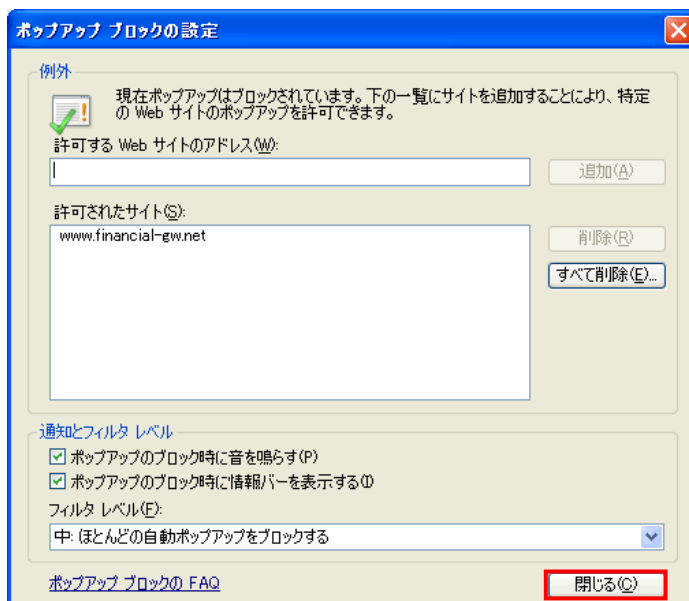 ポップアップ ブロックの設定
例外
現在ポップアップはブロックされています。下の一覧にサイトを追加することにより、特定
の Web サイトのポップアップを許可できます。
許可する Web サイトのアドレス(W):
追加(A)
許可されたサイト(S):
www.financial-gw.net
削除(R)
すべて削除(E)...
通知とフィルタ レベル
ポップアップのブロック時に音を鳴らす(P)
ポップアップのブロック時に情報バーを表示する(I)
フィルタ レベル(F):
中: ほとんどの自動ポップアップをブロックする
ポップアップ ブロックの FAQ
閉じる(C)